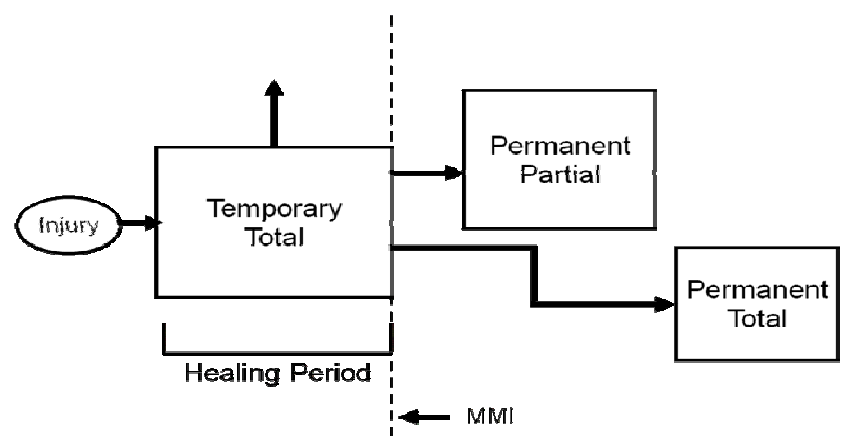 Permanent
Partial
Injury
Temporary
Total
Permanent
Total
Healing Period
MMI